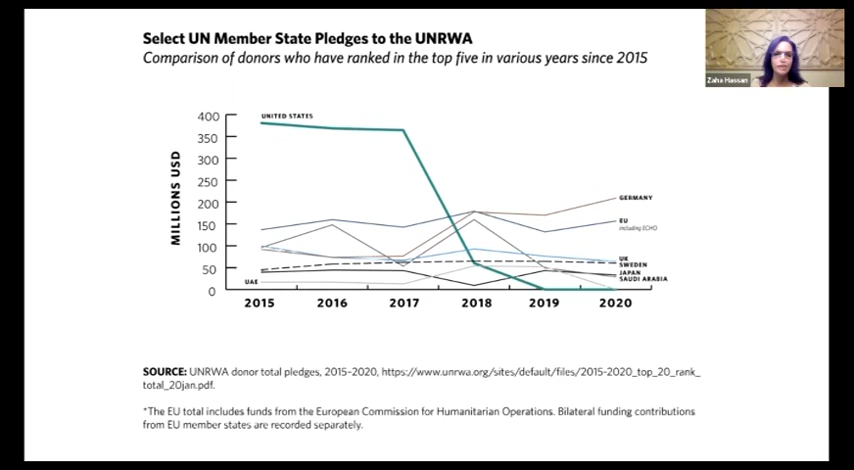 Select UN Member State Pledges to the UNRWA
Comparison of donors who have ranked in the top five in various years since 2015
Zaha Hassan
MILLIONS USD
400
350
300
250
200
150
100
50
0
UNITED STATES
GERMANY
EU
including ECHO
UK
SWEDEN
JAPAN
SAUDI ARABIA
UAE
2015 2016 2017 2018 2019 2020
SOURCE: UNRWA donor total pledges, 2015–2020, https://www.unrwa.org/sites/default/files/2015-2020_top_20_rank_
total_20jan.pdf.
*The EU total includes funds from the European Commission for Humanitarian Operations. Bilateral funding contributions
from EU member states are recorded separately.